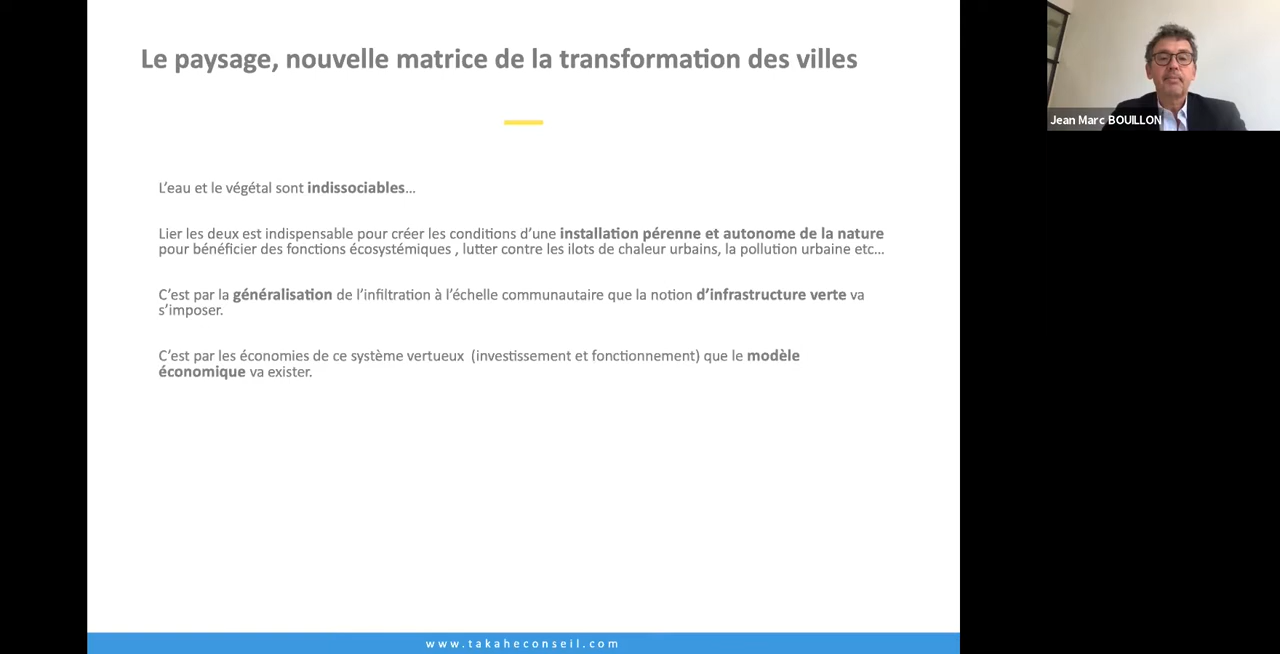 Le paysage, nouvelle matrice de la transformation des villes
Jean Marc BOUILLON
L’eau et le végétal sont indissociables…
Lier les deux est indispensable pour créer les conditions d’une installation pérenne et autonome de la nature
pour bénéficier des fonctions écosystémiques , lutter contre les ilots de chaleur urbains, la pollution urbaine etc…
C’est par la généralisation de l’infiltration à l’échelle communautaire que la notion d’infrastructure verte va
s’imposer.
C’est par les économies de ce système vertueux (investissement et fonctionnement) que le modèle
économique va exister.
www.takaheconseil.com